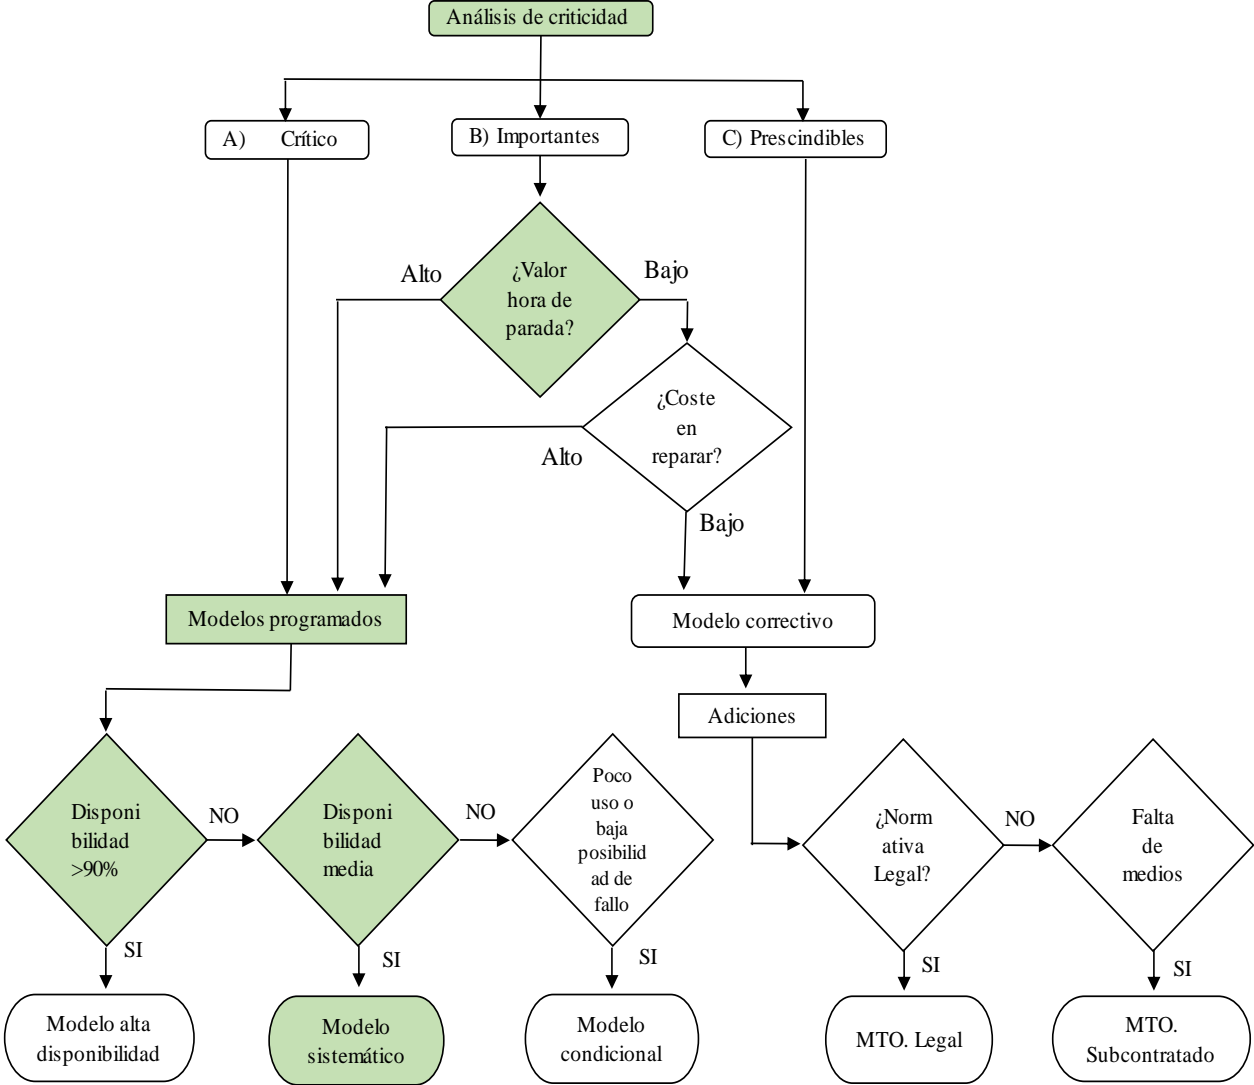 Análisis de criticidad
A) Crítico
B) Importantes
C) Prescindibles
Alto
¿Valor
hora de
parada?
Bajo
¿Coste
en
reparar?
Alto
Bajo
Modelos programados
Modelo correctivo
Adiciones
Disponi
bilidad
>90%
NO
Disponi
bilidad
media
NO
Poco
uso o
baja
posibilid
ad de
fallo
¿Norm
ativa
Legal?
NO
Falta
de
medios
SI
SI
SI
SI
SI
Modelo alta
disponibilidad
Modelo
sistemático
Modelo
condicional
MTO. Legal
MTO.
Subcontratado